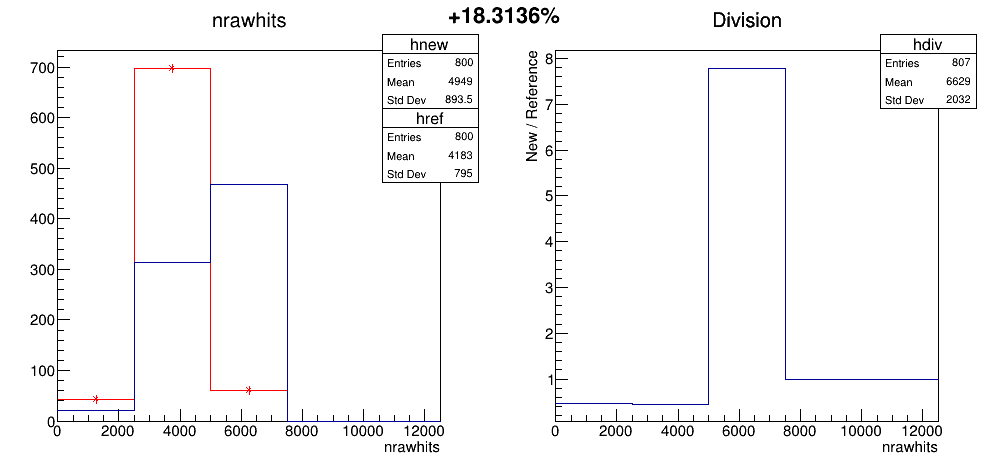 +18.3136%
nrawhits
hnew
Entries 800
Mean 4949
Std Dev 893.5
href
Entries 800
Mean 4183
Std Dev 795
700
600
500
400
300
200
100
0
0 2000 4000 6000 8000 10000 12000
nrawhits
Division
hdiv
Entries 807
Mean 6629
Std Dev 2032
New / Reference
8
7
6
5
4
3
2
1
0 2000 4000 6000 8000 10000 12000
nrawhits